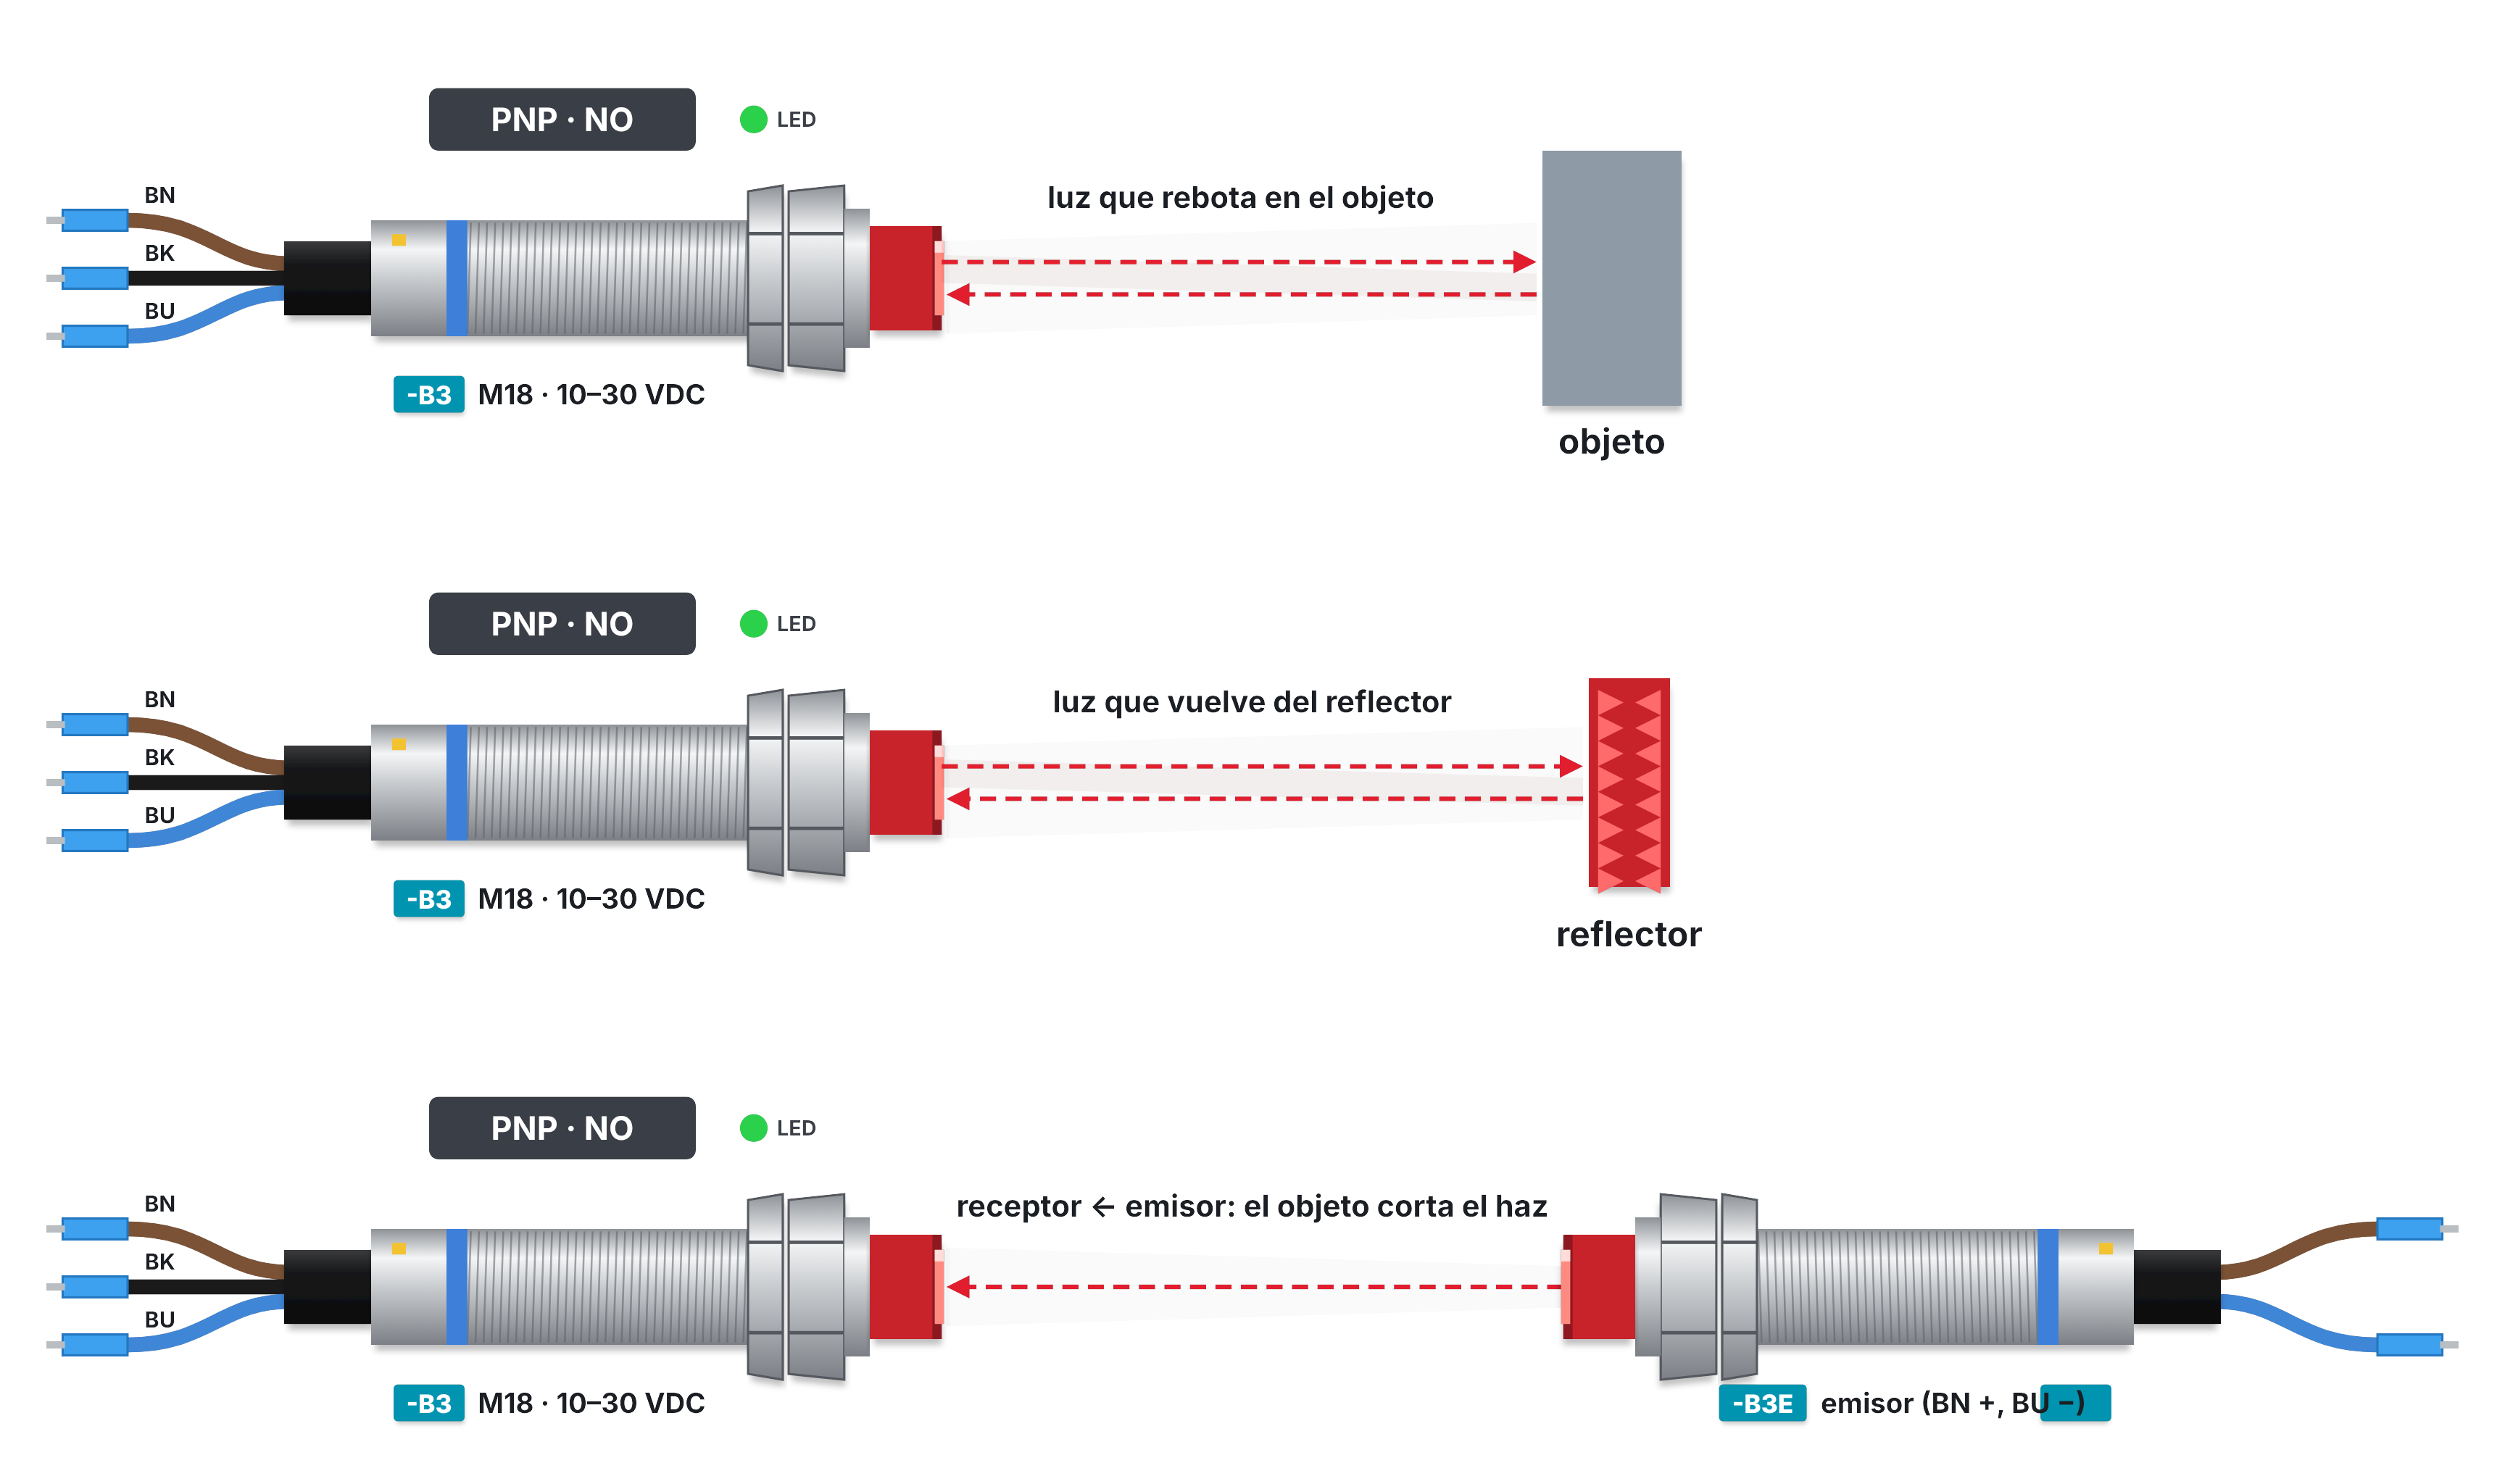 PNP · NO
LED
BN
luz que rebota en el objeto
BK
BU
-B3 M18 · 10–30 VDC
objeto
PNP · NO
LED
BN
luz que vuelve del reflector
BK
BU
-B3 M18 · 10–30 VDC
reflector
PNP · NO
LED
BN
receptor ← emisor: el objeto corta el haz
BK
BU
-B3 M18 · 10–30 VDC
-B3E emisor (BN +, BU −)